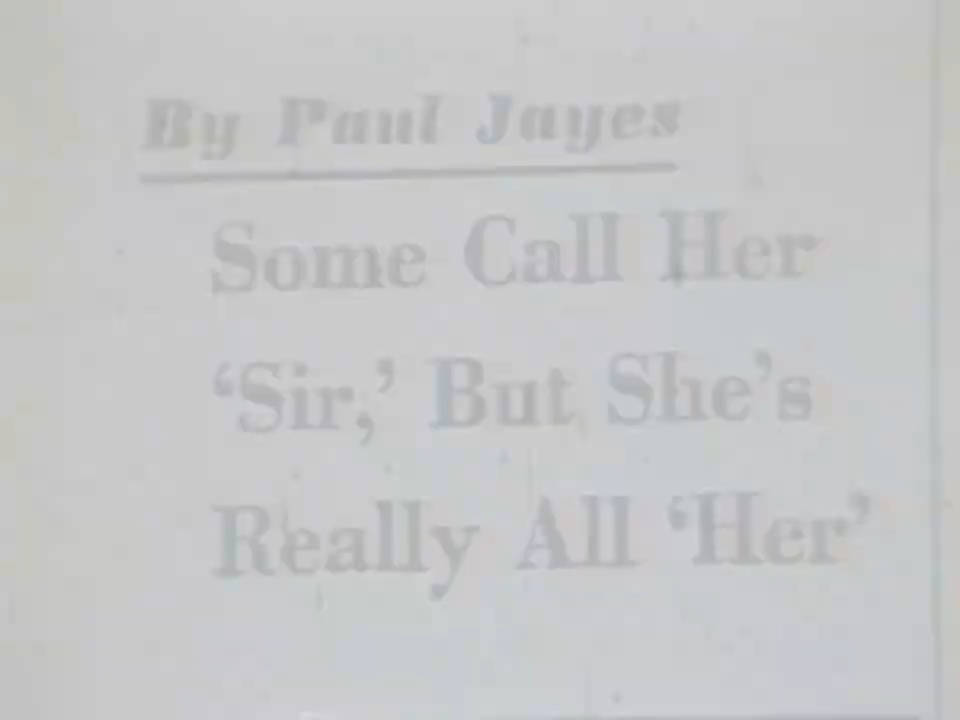 By Paul Jayes
Some Call Her
‘Sir,’ But She’s
Really All ‘Her’